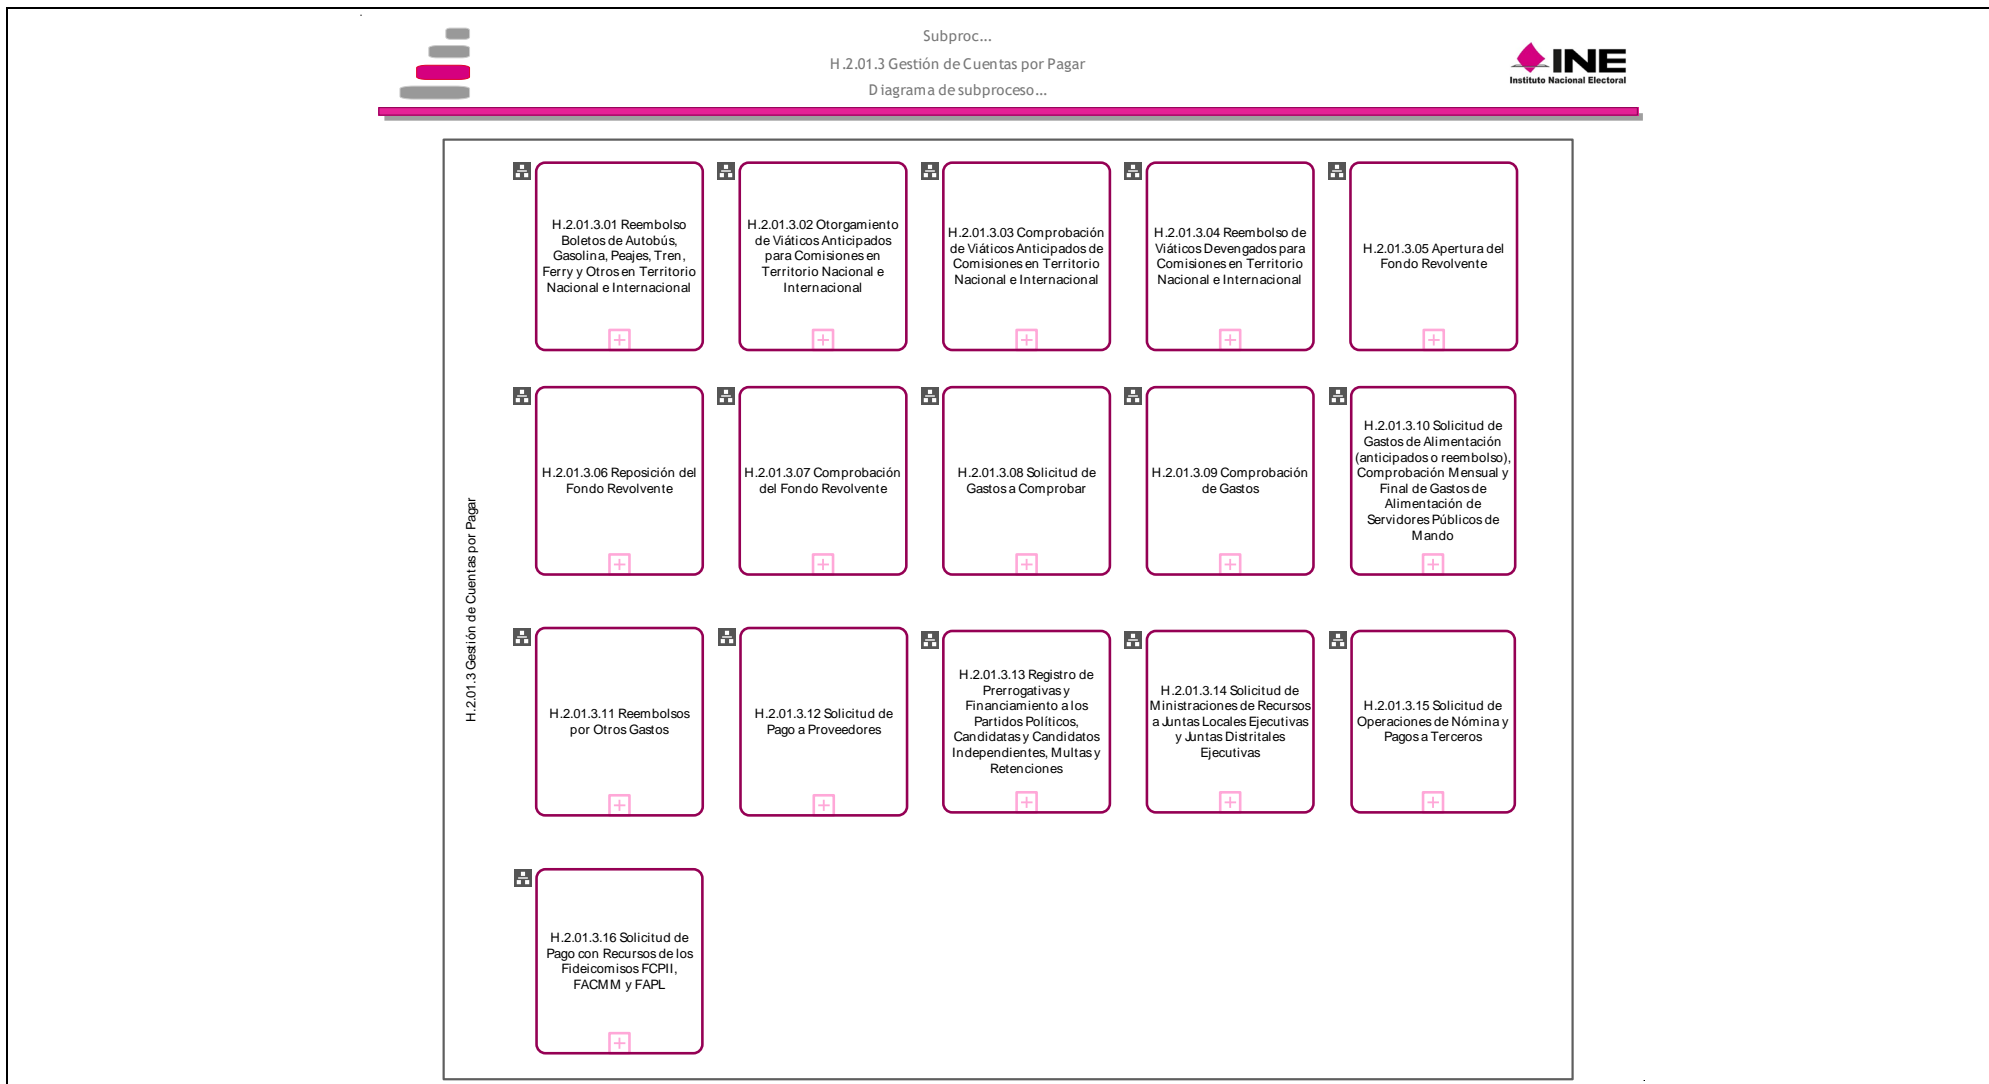 Subproc...
H.2.01.3 Gestión de Cuentas por Pagar
Diagrama de subproceso...
INE
Instituto Nacional Electoral
H.2.01.3 Gestión de Cuentas por Pagar
H.2.01.3.01 Reembolso
Boletos de Autobús,
Gasolina, Peajes, Tren,
Ferry y Otros en Territorio
Nacional e Internacional
H.2.01.3.02 Otorgamiento
de Viáticos Anticipados
para Comisiones en
Territorio Nacional e
Internacional
H.2.01.3.03 Comprobación
de Viáticos Anticipados de
Comisiones en Territorio
Nacional e Internacional
H.2.01.3.04 Reembolso de
Viáticos Devengados para
Comisiones en Territorio
Nacional e Internacional
H.2.01.3.05 Apertura del
Fondo Revolvente
H.2.01.3.06 Reposición del
Fondo Revolvente
H.2.01.3.07 Comprobación
del Fondo Revolvente
H.2.01.3.08 Solicitud de
Gastos a Comprobar
H.2.01.3.09 Comprobación
de Gastos
H.2.01.3.10 Solicitud de
Gastos de Alimentación
(anticipados o reembolso),
Comprobación Mensual y
Final de Gastos de
Alimentación de
Servidores Públicos de
Mando
H.2.01.3.11 Reembolsos
por Otros Gastos
H.2.01.3.12 Solicitud de
Pago a Proveedores
H.2.01.3.13 Registro de
Prerrogativas y
Financiamiento a los
Partidos Políticos,
Candidatas y Candidatos
Independientes, Multas y
Retenciones
H.2.01.3.14 Solicitud de
Ministraciones de Recursos
a Juntas Locales Ejecutivas
y Juntas Distritales
Ejecutivas
H.2.01.3.15 Solicitud de
Operaciones de Nómina y
Pagos a Terceros
H.2.01.3.16 Solicitud de
Pago con Recursos de los
Fideicomisos FCPII,
FACMM y FAPL